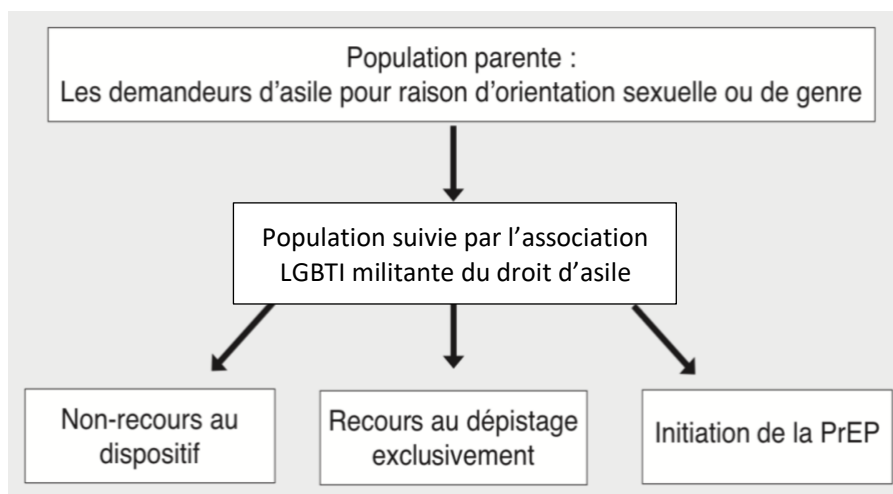 Population parente :
Les demandeurs d'asile pour raison d'orientation sexuelle ou de genre
Population suivie par l'association
LGBTI militante du droit d'asile
Non-recours au
dispositif
Recours au dépistage
exclusivement
Initiation de la PrEP